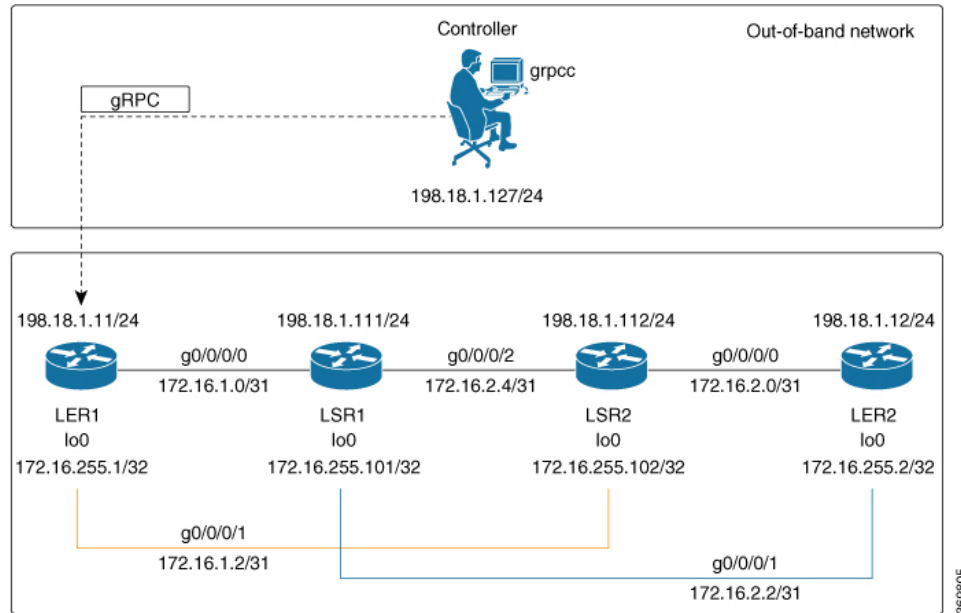 Controller
Out-of-band network
grpcc
gRPC
198.18.1.127/24
198.18.1.11/24
198.18.1.111/24
198.18.1.112/24
198.18.1.12/24
g0/0/0/0
g0/0/0/2
g0/0/0/0
172.16.1.0/31
172.16.2.4/31
172.16.2.0/31
LER1
LSR1
LSR2
LER2
lo0
lo0
lo0
lo0
172.16.255.1/32
172.16.255.101/32
172.16.255.102/32
172.16.255.2/32
g0/0/0/1
172.16.1.2/31
g0/0/0/1
172.16.2.2/31